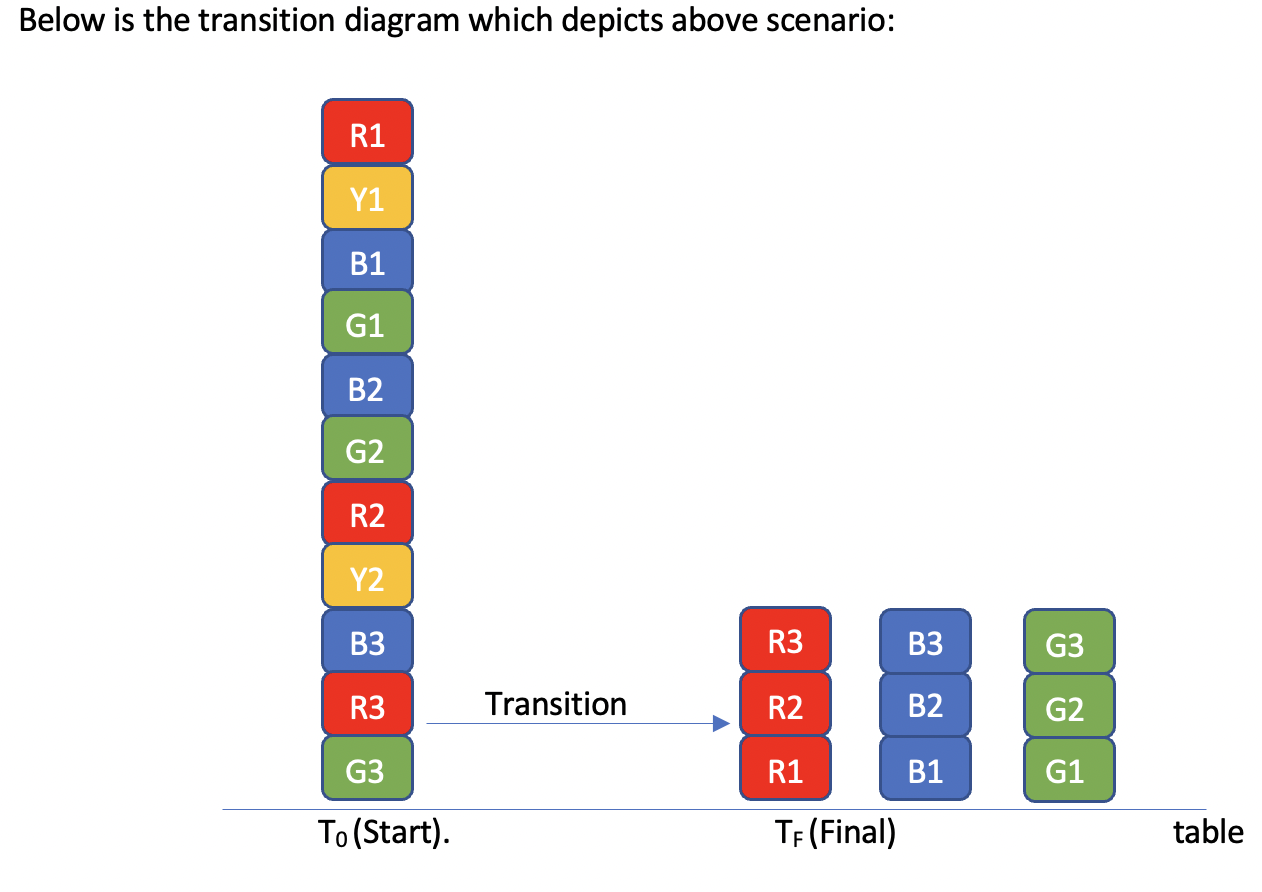 Below is the transition diagram which depicts above scenario:
R1
Y1
B1
G1
B2
G2
R2
Y2
B3
R3
G3
Transition
R3 B3 G3
R2 B2 G2
R1 B1 G1
T₀ (Start). T_F (Final) table